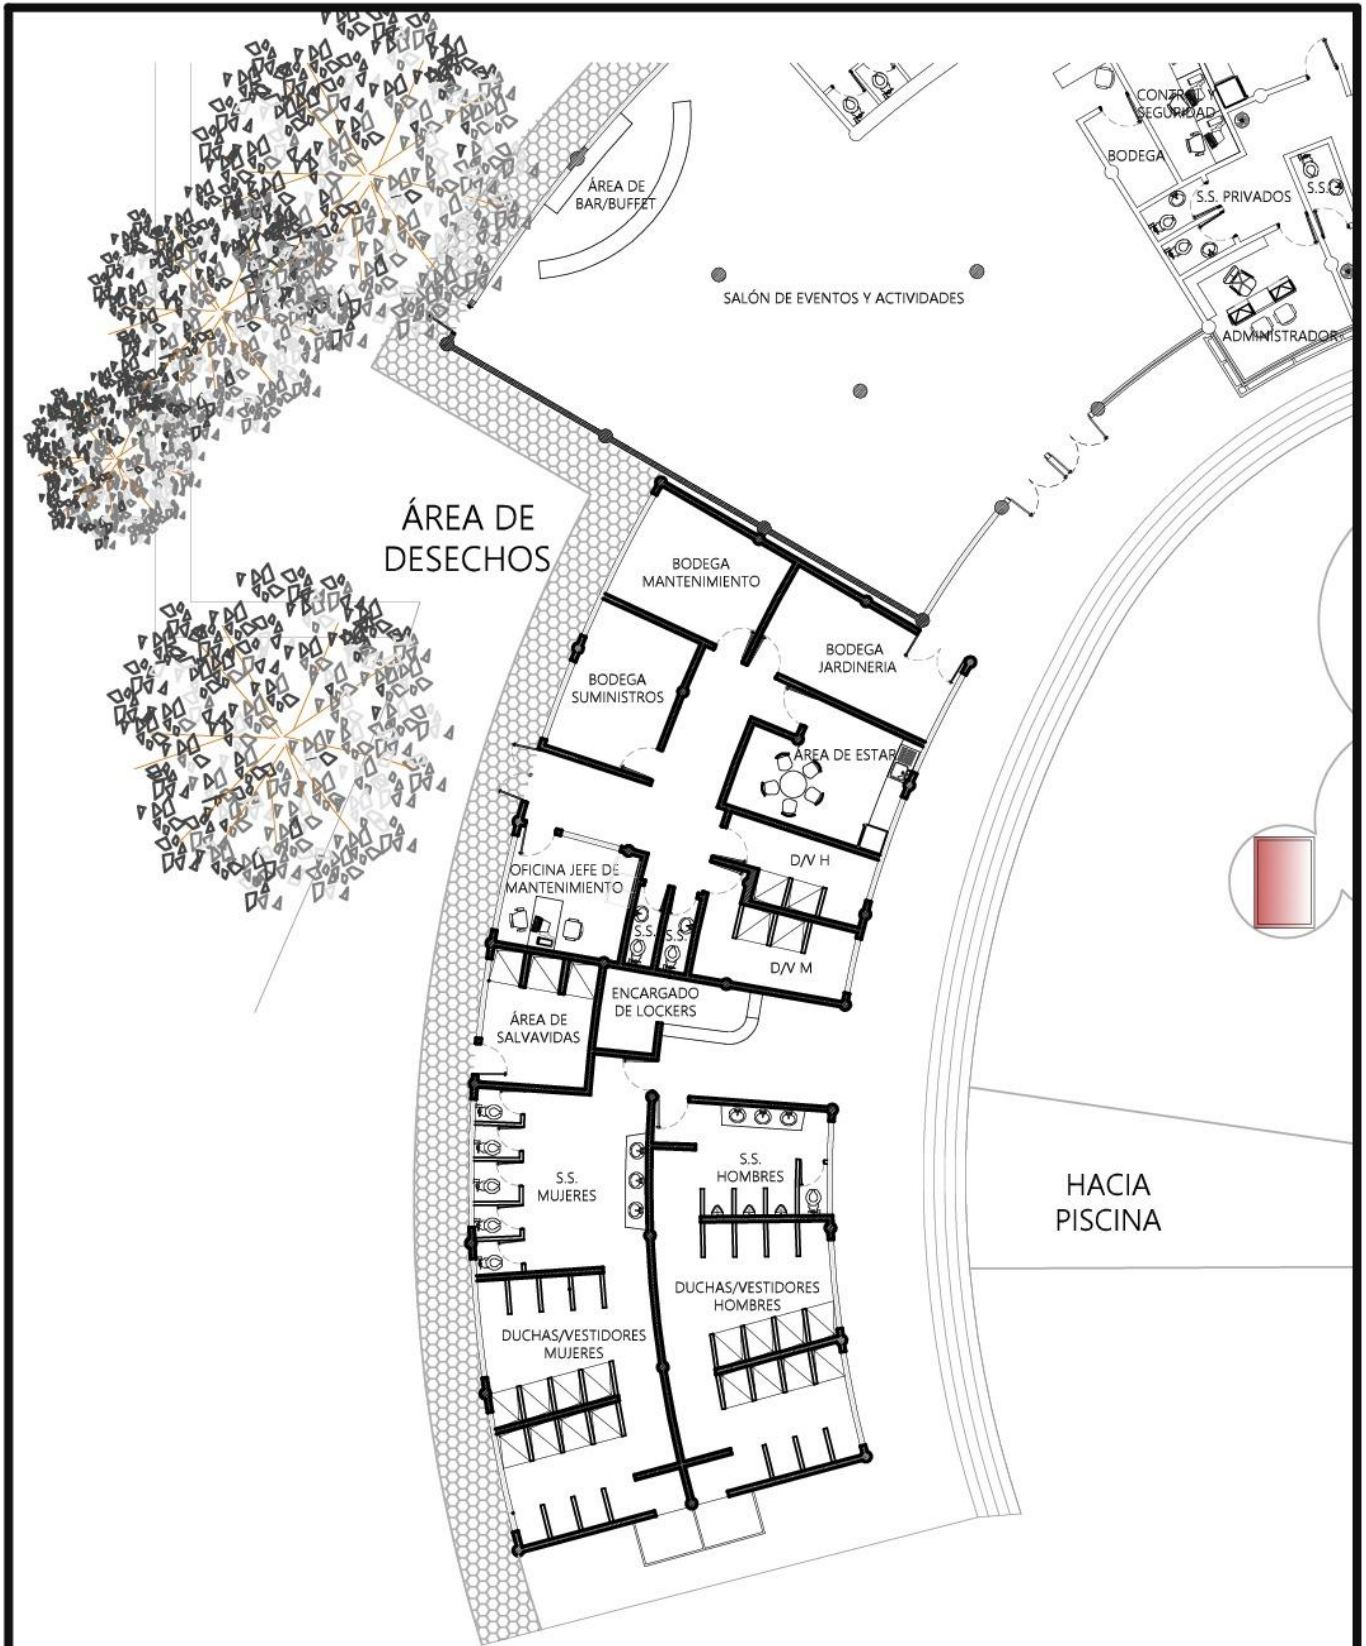 CONTROL Y
SEGURIDAD
BODEGA
ÁREA DE
BAR/BUFFET
S.S. PRIVADOS
S.S.
SALÓN DE EVENTOS Y ACTIVIDADES
ADMINISTRADOR
ÁREA DE
DESECHOS
BODEGA
MANTENIMIENTO
BODEGA
JARDINERIA
BODEGA
SUMINISTROS
ÁREA DE ESTAR
D/V H
OFICINA JEFE DE
MANTENIMIENTO
S.S.
S.S.
D/V M
ENCARGADO
DE LOCKERS
ÁREA DE
SALVAVIDAS
S.S.
HOMBRES
S.S.
MUJERES
HACIA
PISCINA
DUCHAS/VESTIDORES
HOMBRES
DUCHAS/VESTIDORES
MUJERES